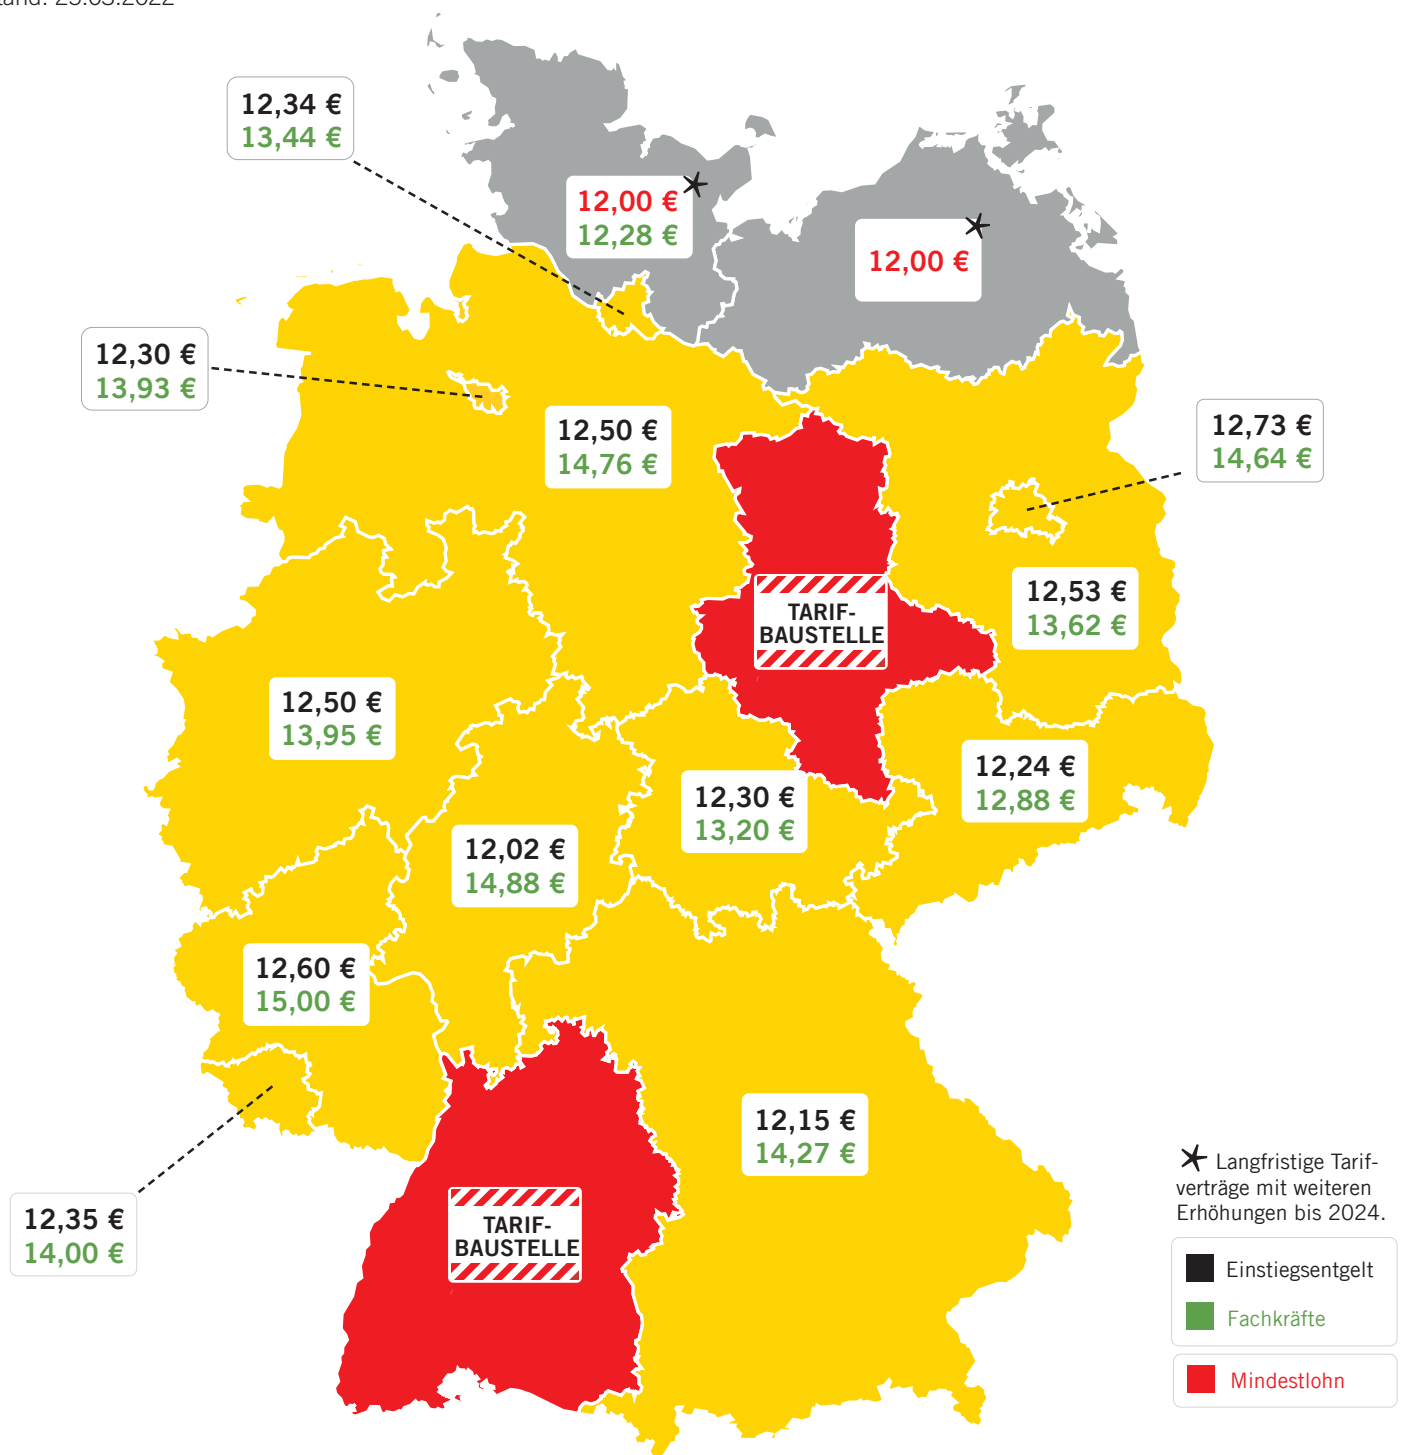 12,34 €
13,44 €
12,00 €
12,28 €
12,00 €
12,30 €
13,93 €
12,50 €
14,76 €
12,73 €
14,64 €
TARIF-
BAUSTELLE
12,53 €
13,62 €
12,50 €
13,95 €
12,24 €
12,88 €
12,30 €
13,20 €
12,02 €
14,88 €
12,60 €
15,00 €
12,15 €
14,27 €
12,35 €
14,00 €
TARIF-
BAUSTELLE
Langfristige Tarif-
verträge mit weiteren
Erhöhungen bis 2024.
Einstiegsentgelt
Fachkräfte
Mindestlohn